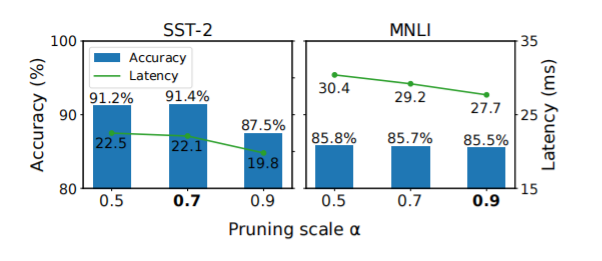 SST-2 MNLI
100 35
Accuracy
Latency
91.2% 91.4%
87.5%
30.4 29.2 27.7
90 25
22.5 22.1 19.8
85.8% 85.7% 85.5%
80 15
0.5 0.7 0.9 0.5 0.7 0.9
Accuracy (%)
Latency (ms)
Pruning scale α